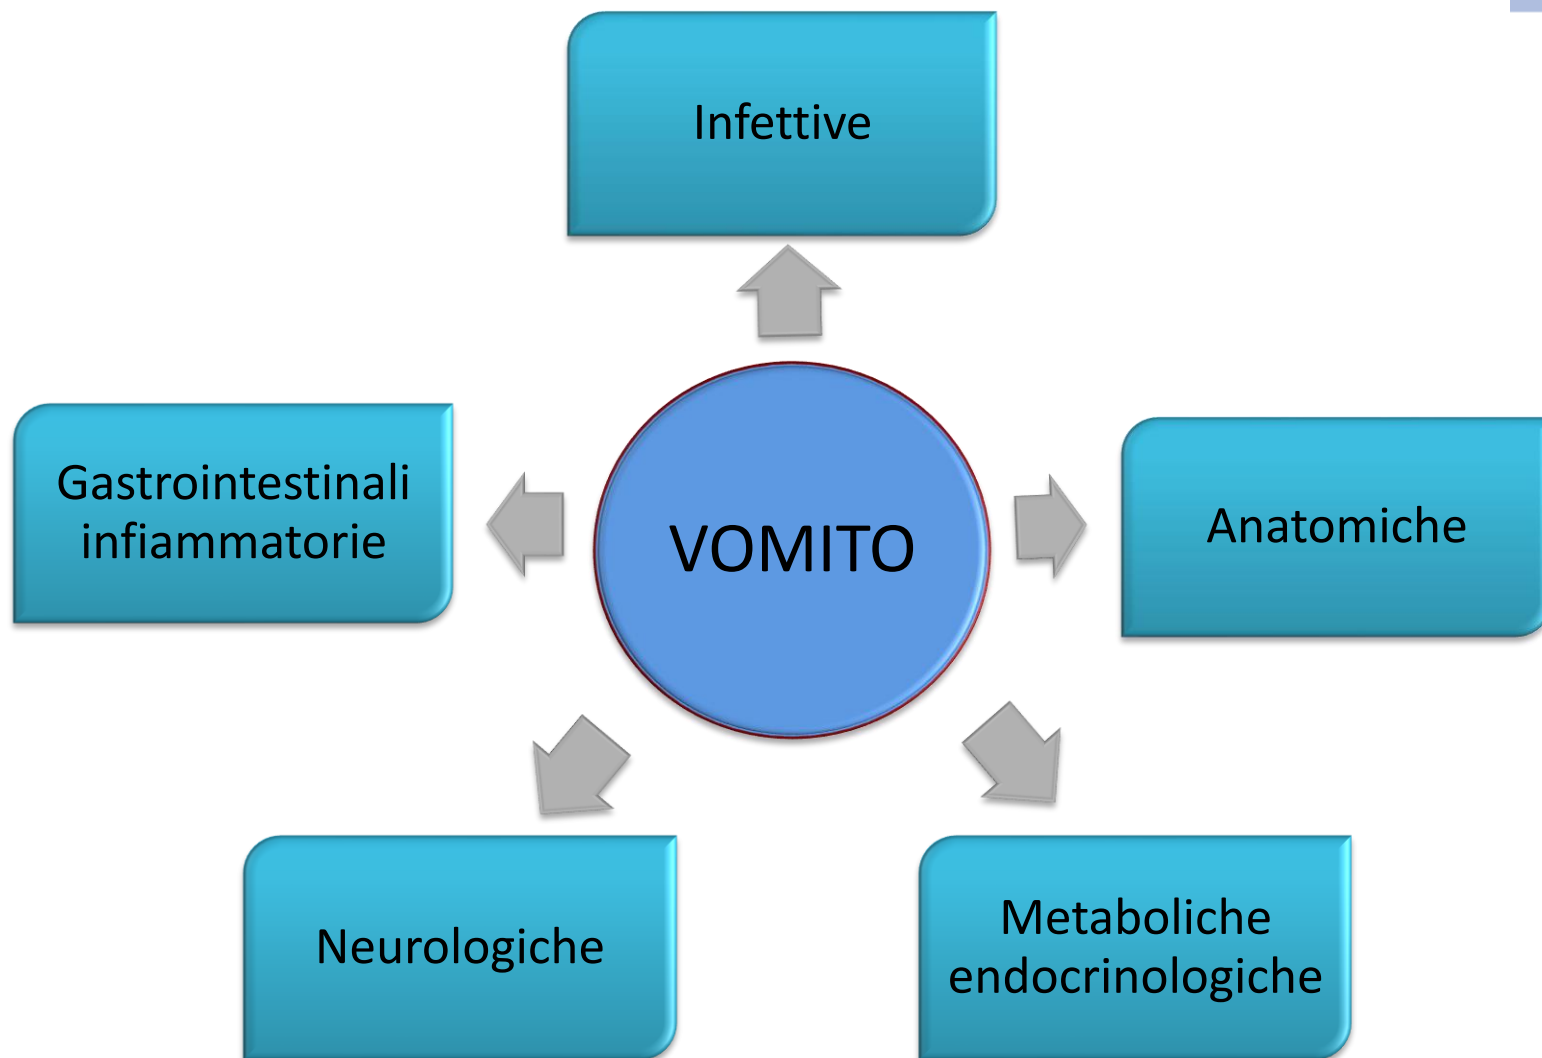 Infettive
Gastrointestinali
infiammatorie
VOMITO
Anatomiche
Neurologiche
Metaboliche
endocrinologiche